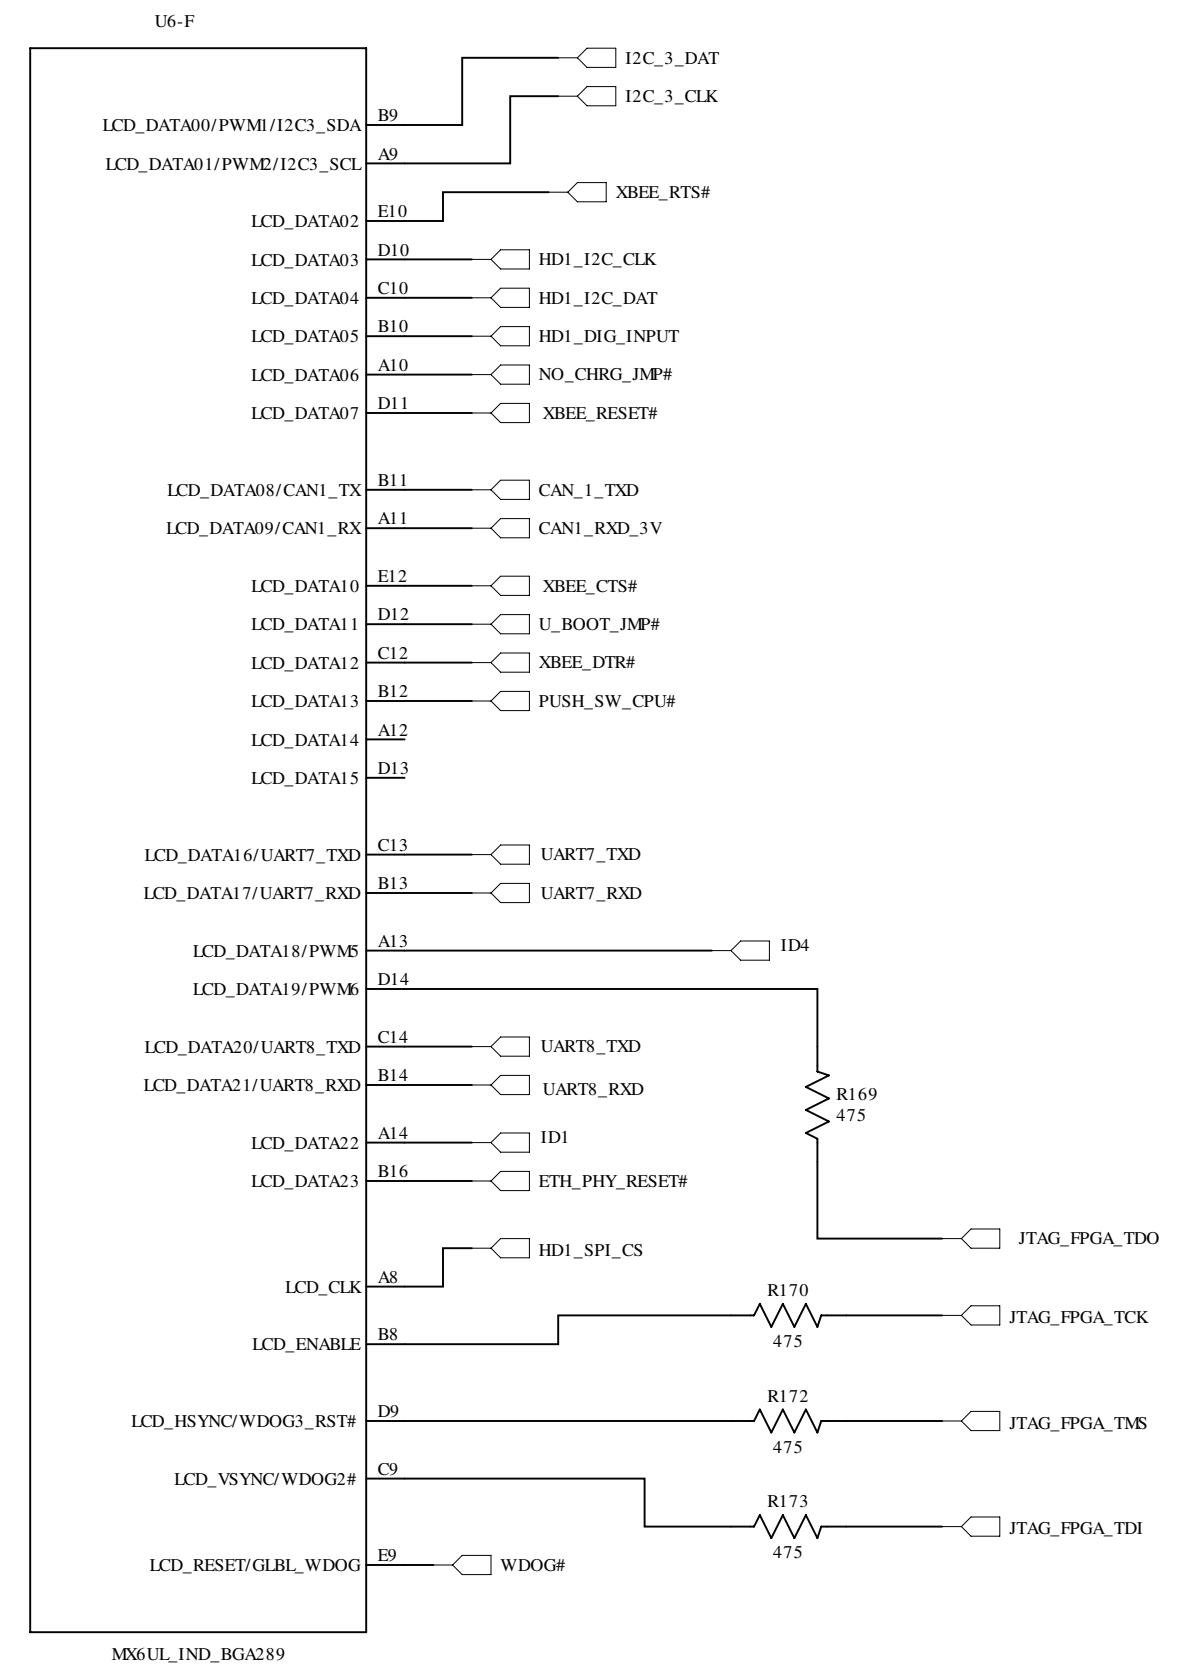 U6-F
I2C_3_DAT
I2C_3_CLK
LCD_DATA00/PWM1/I2C3_SDA B9
LCD_DATA01/PWM2/I2C3_SCL A9
XBEE_RTS#
LCD_DATA02 E10
LCD_DATA03 D10 HD1_I2C_CLK
LCD_DATA04 C10 HD1_I2C_DAT
LCD_DATA05 B10 HD1_DIG_INPUT
LCD_DATA06 A10 NO_CHRG_JMP#
LCD_DATA07 D11 XBEE_RESET#
LCD_DATA08/CAN1_TX B11 CAN_1_TXD
LCD_DATA09/CAN1_RX A11 CAN1_RXD_3V
LCD_DATA10 E12 XBEE_CTS#
LCD_DATA11 D12 U_BOOT_JMP#
LCD_DATA12 C12 XBEE_DTR#
LCD_DATA13 B12 PUSH_SW_CPU#
LCD_DATA14 A12
LCD_DATA15 D13
LCD_DATA16/UART7_TXD C13 UART7_TXD
LCD_DATA17/UART7_RXD B13 UART7_RXD
LCD_DATA18/PWM5 A13 ID4
LCD_DATA19/PWM6 D14
LCD_DATA20/UART8_TXD C14 UART8_TXD
LCD_DATA21/UART8_RXD B14 UART8_RXD
R169
475
LCD_DATA22 A14 ID1
LCD_DATA23 B16 ETH_PHY_RESET#
JTAG_FPGA_TDO
HD1_SPI_CS
LCD_CLK A8
R170
JTAG_FPGA_TCK
LCD_ENABLE B8
475
R172
LCD_HSYNC/WDOG3_RST# D9 JTAG_FPGA_TMS
475
LCD_VSYNC/WDOG2# C9
R173
JTAG_FPGA_TDI
475
LCD_RESET/GLBL_WDOG E9 WDOG#
MX6UL_IND_BGA289